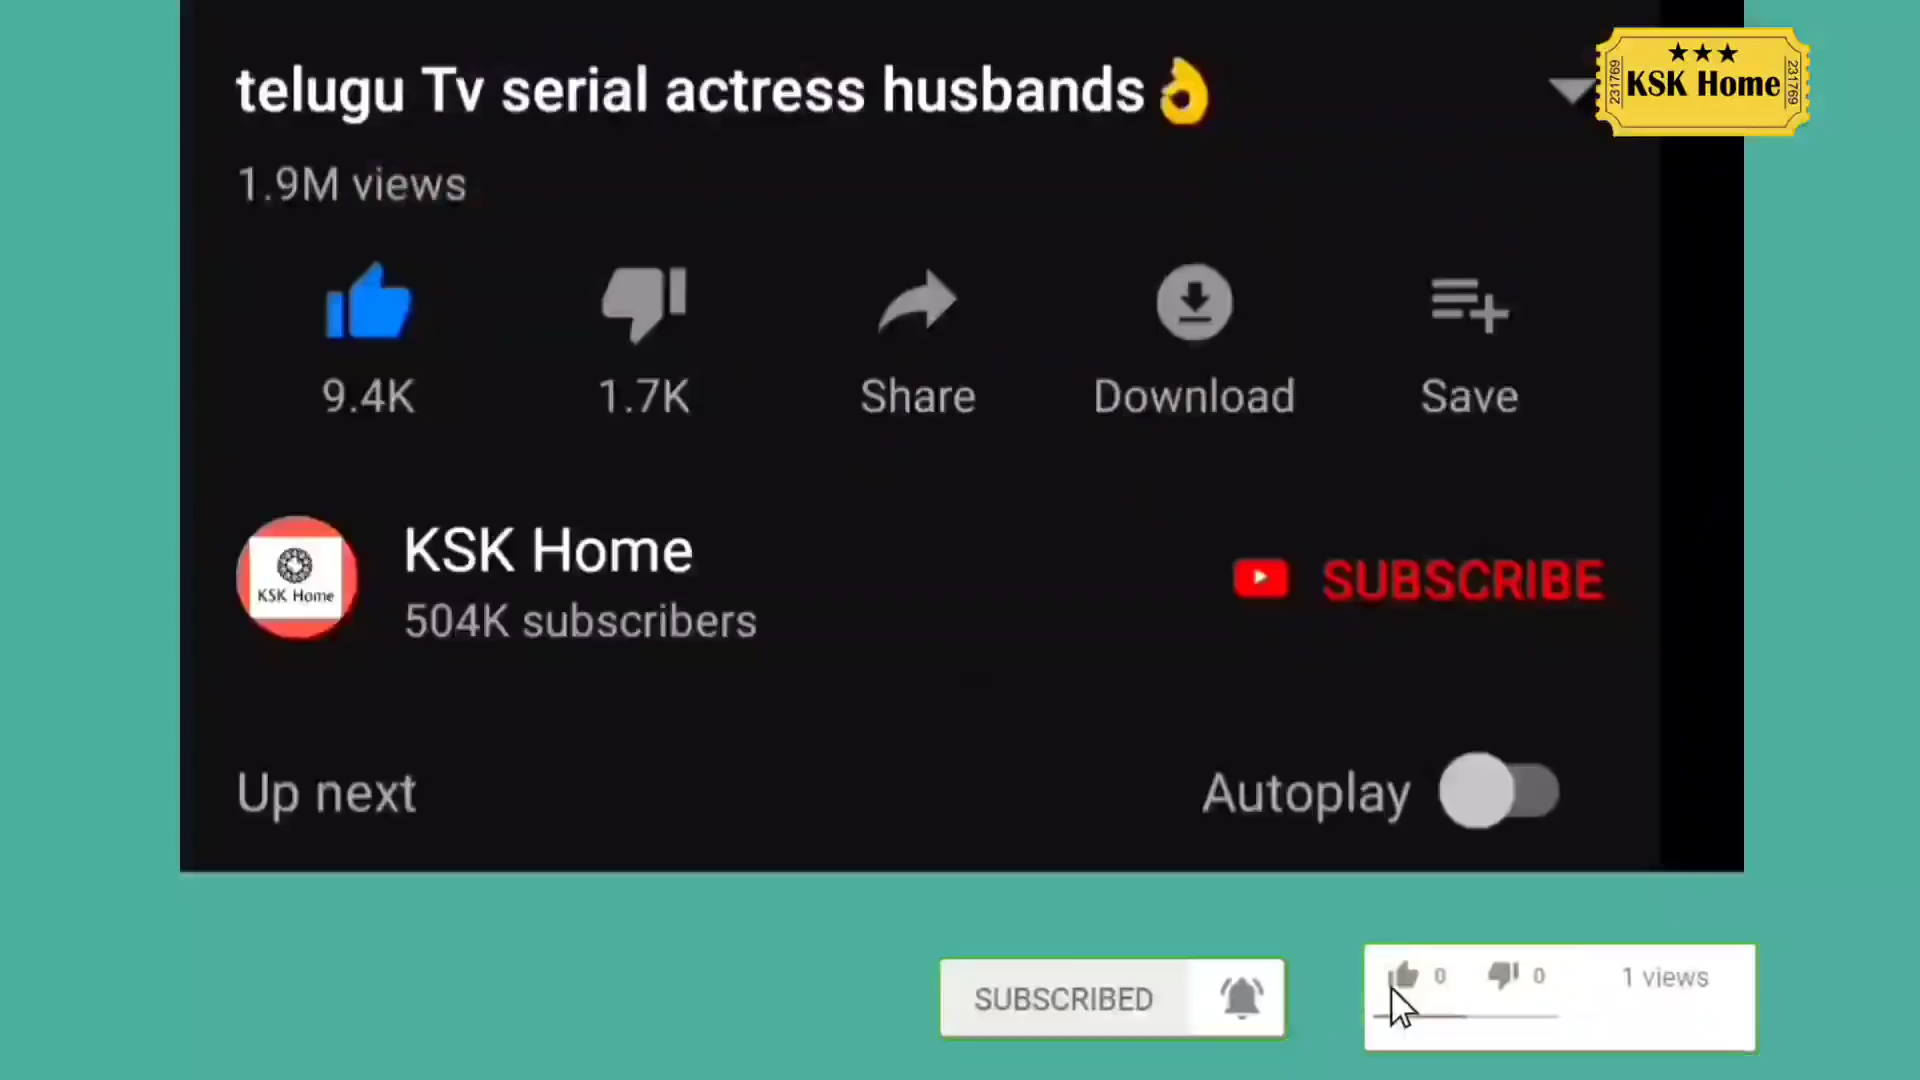 telugu Tv serial actress husbands👌
★★★
231769 KSK Home 231769
1.9M views
9.4K 1.7K Share Download Save
KSK Home
504K subscribers
KSK Home
SUBSCRIBE
Up next Autoplay
SUBSCRIBED
0 0 1 views